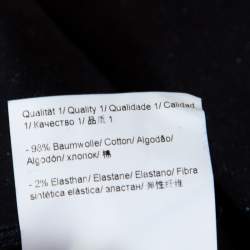 Qualität 1/ Quality 1/ Qualidade 1/ Calidad
1/ Качество 1/ 品质 1
- 98% Baumwolle/ Cotton/ Algodão/
Algodón/ хлопок/ 棉
- 2% Elasthan/ Elastane/ Elastano/ Fibra
sintética elástica/ эластан/ 弹性纤维